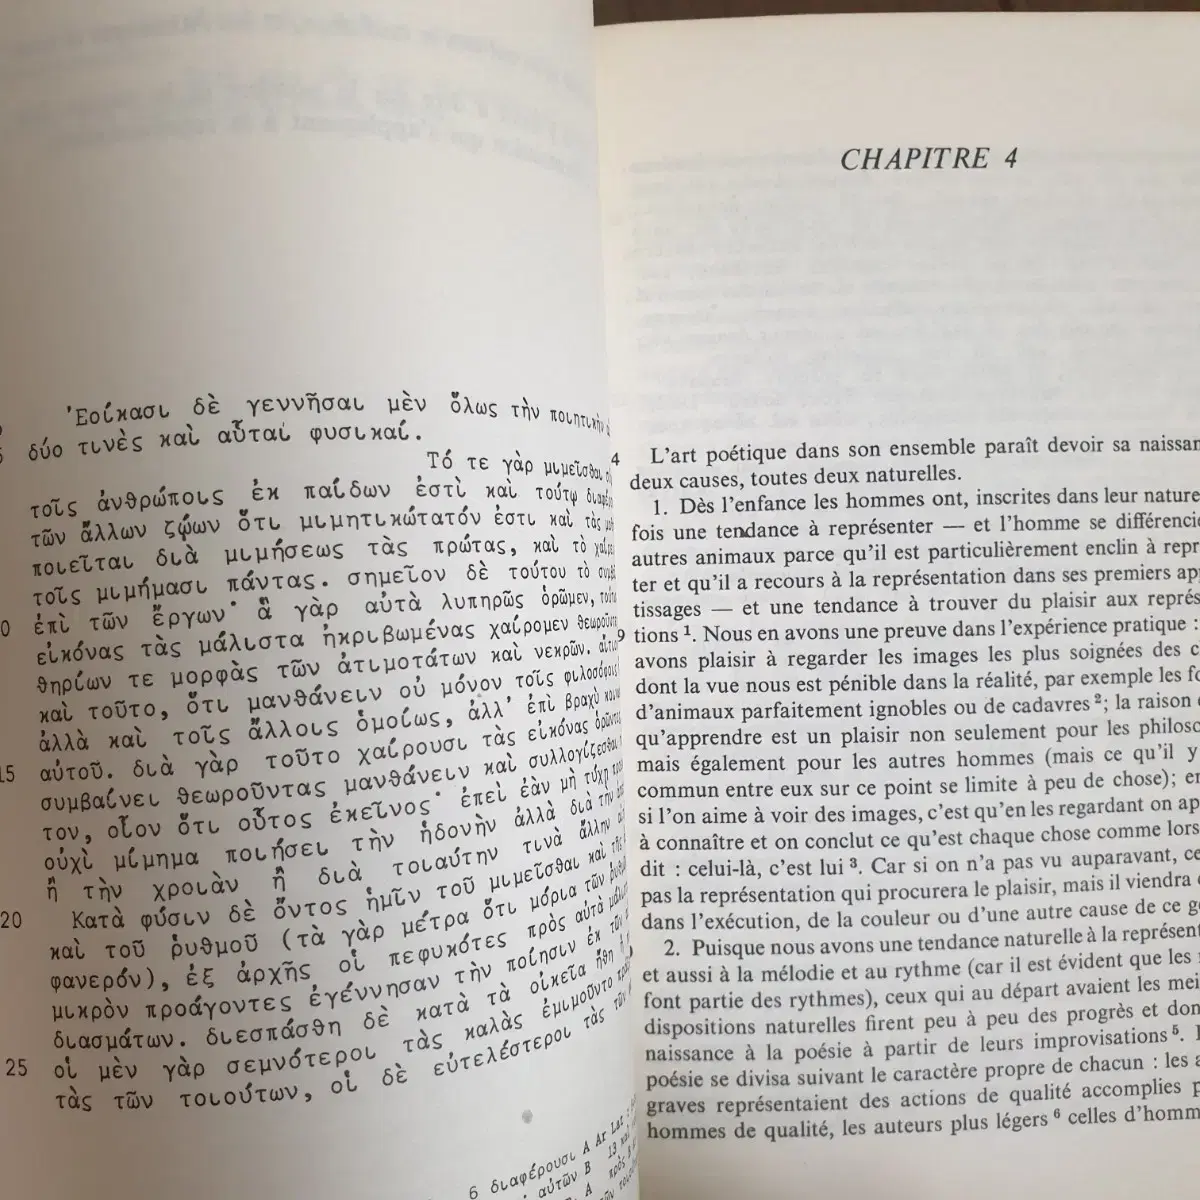 Ἐοίκασι δὲ γεννῆσαι μὲν ὅλως τὴν ποιητικὴν
δύο τινὲς καὶ αὗται φυσικαί.
Τό τε γὰρ μιμεῖσθαι
τοῖς ἀνθρώποις ἐκ παίδων ἐστὶ καὶ τούτῳ
τῶν ἄλλων ζῴων ὅτι μιμητικώτατόν ἐστι καὶ τὰς
ποιεῖται διὰ μιμήσεως τὰς πρώτας, καὶ τὸ
τοῖς μιμήμασι πάντας. σημεῖον δὲ τούτου τὸ
10 ἐπὶ τῶν ἔργων· ἃ γὰρ αὐτὰ λυπηρῶς ὁρῶμεν,
εἰκόνας τὰς μάλιστα ἠκριβωμένας χαίρομεν
θηρίων τε μορφὰς τῶν ἀτιμοτάτων καὶ νεκρῶν.
καὶ τοῦτο, ὅτι μανθάνειν οὐ μόνον τοῖς
ἀλλὰ καὶ τοῖς ἄλλοις ὁμοίως, ἀλλ' ἐπὶ βραχὺ
15 αὐτοῦ. διὰ γὰρ τοῦτο χαίρουσι τὰς εἰκόνας
συμβαίνει θεωροῦντας μανθάνειν καὶ συλλογίζεσθαι
τον, οἷον ὅτι οὗτος ἐκεῖνος· ἐπεὶ ἐὰν μὴ τύχῃ
οὐχὶ μίμημα ποιήσει τὴν ἡδονὴν ἀλλὰ διὰ τὴν
ἢ τὴν χροιὰν ἢ διὰ τοιαύτην τινὰ ἄλλην
20 Κατὰ φύσιν δὲ ὄντος ἡμῖν τοῦ μιμεῖσθαι καὶ τῆς
καὶ τοῦ ῥυθμοῦ (τὰ γὰρ μέτρα ὅτι μόρια τῶν
φανερόν), ἐξ ἀρχῆς οἱ πεφυκότες πρὸς αὐτὰ
μικρὸν προάγοντες ἐγέννησαν τὴν ποίησιν ἐκ τῶν
διασμάτων. διεσπάσθη δὲ κατὰ τὰ οἰκεῖα ἤθη
25 οἱ μὲν γὰρ σεμνότεροι τὰς καλὰς ἐμιμοῦντο
τὰς τῶν τοιούτων, οἱ δὲ εὐτελέστεροι τὰς τῶν
6 διαφέρουσι A Ar Lat
αὐτῶν B 13
CHAPITRE 4
4 L'art poétique dans son ensemble paraît devoir sa
deux causes, toutes deux naturelles.
1. Dès l'enfance les hommes ont, inscrites dans leur nature
fois une tendance à représenter — et l'homme se
autres animaux parce qu'il est particulièrement enclin à
ter et qu'il a recours à la représentation dans ses premiers
tissages — et une tendance à trouver du plaisir aux
9 tions 1. Nous en avons une preuve dans l'expérience pratique :
avons plaisir à regarder les images les plus soignées des
dont la vue nous est pénible dans la réalité, par exemple les
d'animaux parfaitement ignobles ou de cadavres 2; la raison
qu'apprendre est un plaisir non seulement pour les
mais également pour les autres hommes (mais ce qu'il y
commun entre eux sur ce point se limite à peu de chose);
si l'on aime à voir des images, c'est qu'en les regardant on
à connaître et on conclut ce qu'est chaque chose comme
dit : celui-là, c'est lui 3. Car si on n'a pas vu auparavant,
pas la représentation qui procurera le plaisir, mais il viendra
dans l'exécution, de la couleur ou d'une autre cause de ce
2. Puisque nous avons une tendance naturelle à la
et aussi à la mélodie et au rythme (car il est évident que les
font partie des rythmes), ceux qui au départ avaient les
dispositions naturelles firent peu à peu des progrès et
naissance à la poésie à partir de leurs improvisations 5.
poésie se divisa suivant le caractère propre de chacun : les
graves représentaient des actions de qualité accomplies
hommes de qualité, les auteurs plus légers 6 celles